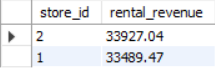 store_id rental_revenue
2 33927.04
1 33489.47